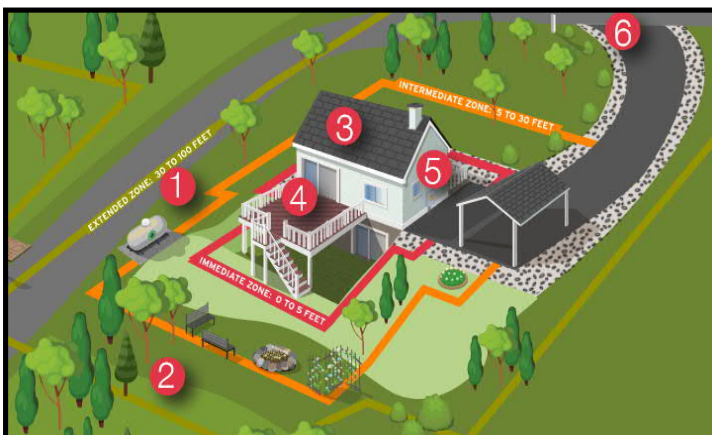 6
INTERMEDIATE ZONE: 5 TO 30 FEET
3
5
EXTENDED ZONE: 30 TO 100 FEET
1
4
IMMEDIATE ZONE: 0 TO 5 FEET
2